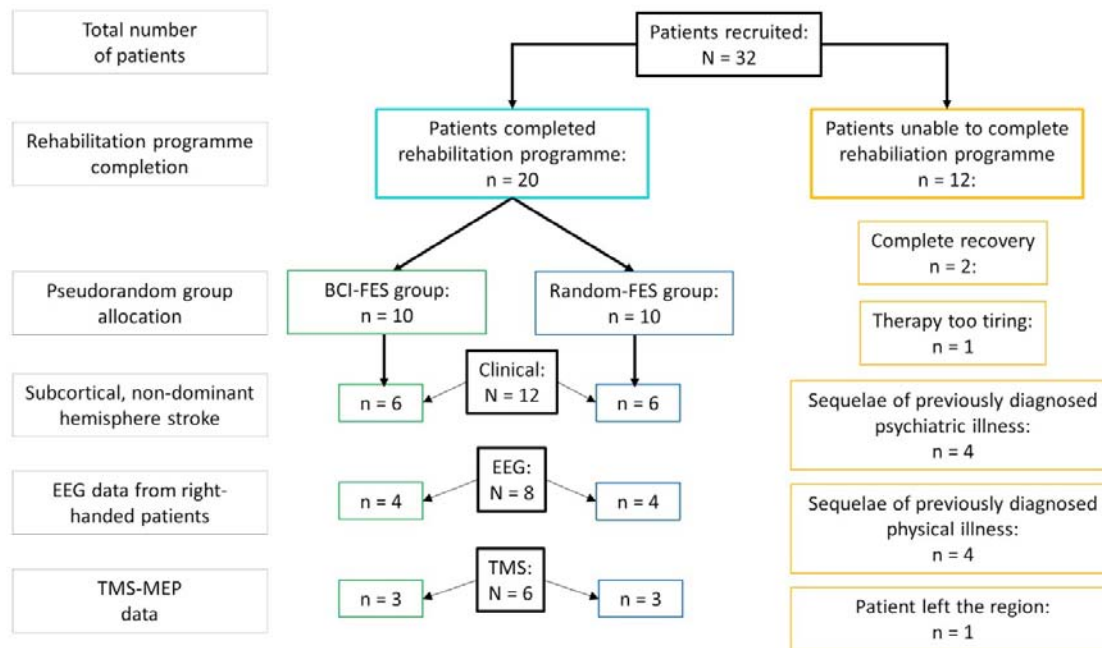 Total number
of patients
Patients recruited:
N = 32
Rehabilitation programme
completion
Patients completed
rehabilitation programme:
n = 20
Patients unable to complete
rehabiliation programme
n = 12:
Complete recovery
n = 2:
Pseudorandom group
allocation
BCI-FES group:
n = 10
Random-FES group:
n = 10
Therapy too tiring:
n = 1
Subcortical, non-dominant
hemisphere stroke
n = 6
Clinical:
N = 12
n = 6
Sequelae of previously diagnosed
psychiatric illness:
n = 4
EEG data from right-
handed patients
n = 4
EEG:
N = 8
n = 4
Sequelae of previously diagnosed
physical illness:
n = 4
TMS-MEP
data
n = 3
TMS:
N = 6
n = 3
Patient left the region:
n = 1